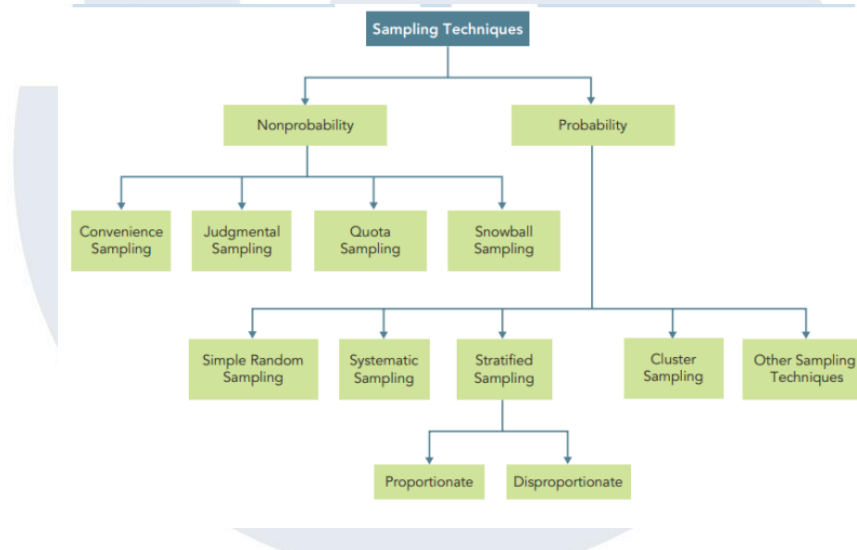 Sampling Techniques
Nonprobability
Probability
Convenience
Sampling
Judgmental
Sampling
Quota
Sampling
Snowball
Sampling
Simple Random
Sampling
Systematic
Sampling
Stratified
Sampling
Cluster
Sampling
Other Sampling
Techniques
Proportionate
Disproportionate